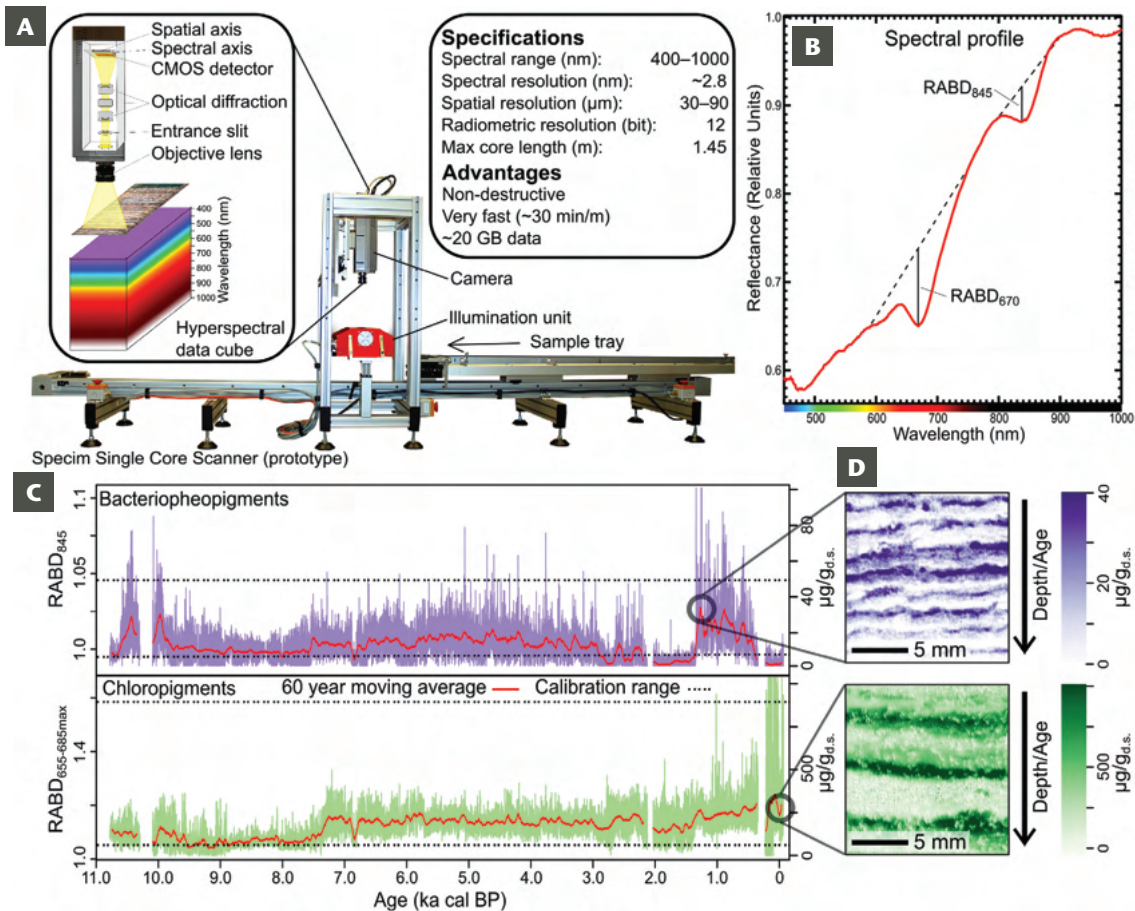 A
Spatial axis
Spectral axis
CMOS detector
Optical diffraction
Entrance slit
Objective lens
400
500
600
700
800
900
1000
Wavelength (nm)
Hyperspectral
data cube
Specifications
Spectral range (nm): 400–1000
Spectral resolution (nm): ~2.8
Spatial resolution (µm): 30–90
Radiometric resolution (bit): 12
Max core length (m): 1.45
Advantages
Non-destructive
Very fast (~30 min/m)
~20 GB data
Camera
Illumination unit
Sample tray
Specim Single Core Scanner (prototype)
B
Spectral profile
RABD845
RABD670
Reflectance (Relative Units)
1.0
0.9
0.8
0.7
0.6
500 600 700 800 900 1000
Wavelength (nm)
C
Bacteriopheopigments
RABD845
1.1
1.05
1.0
80
40
0
µg/gd.s.
Chloropigments 60 year moving average Calibration range
RABD655-685max
1.4
1.0
500
0
µg/gd.s.
11.0 10.0 9.0 8.0 7.0 6.0 5.0 4.0 3.0 2.0 1.0 0
Age (ka cal BP)
D
5 mm
Depth/Age
40
20
0
µg/gd.s.
5 mm
Depth/Age
500
0
µg/gd.s.